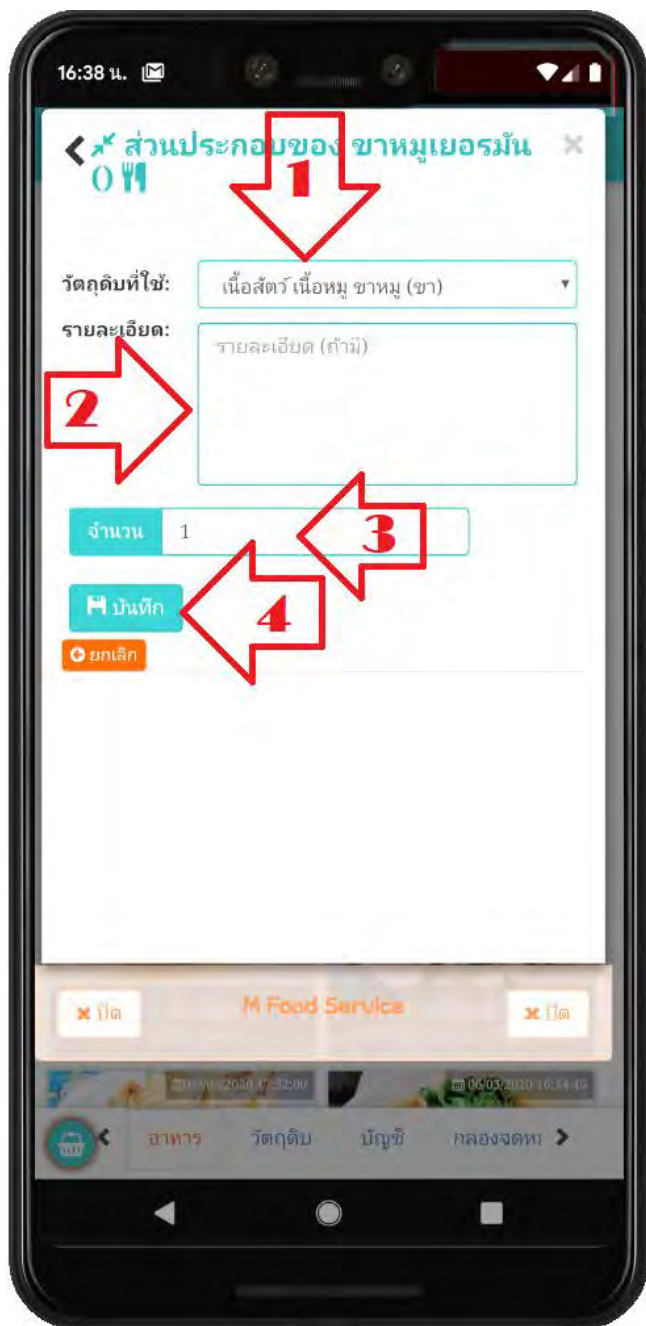 16:38 น.
ส่วนประกอบของ ขาหมูเยอรมัน
()
1
วัตถุดิบที่ใช้: เนื้อสัตว์ เนื้อหมู ขาหมู (ขา)
รายละเอียด: รายละเอียด (ถ้ามี)
2
จำนวน 1
3
บันทึก
4
ยกเลิก
ปิด M Food Service ปิด
06/03/2020 16:34:45
อาหาร วัตถุดิบ บัญชี กล่องจดหม